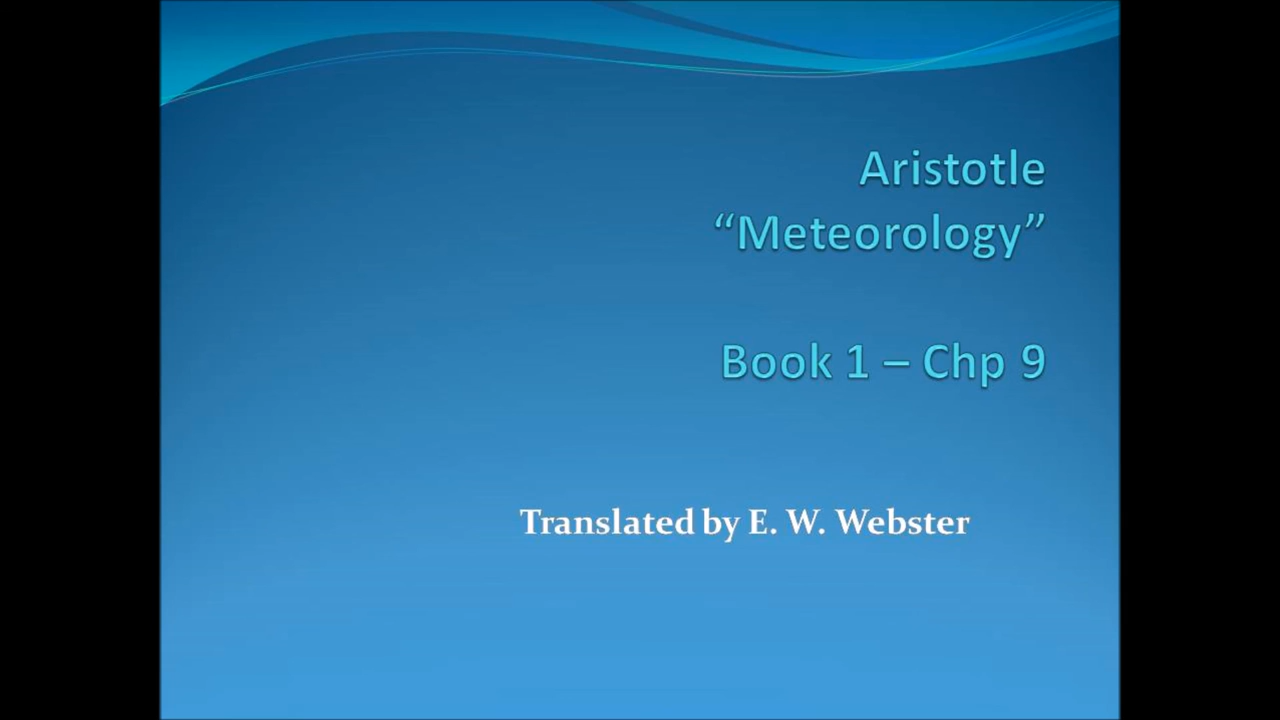 Aristotle
“Meteorology”
Book 1 – Chp 9
Translated by E. W. Webster